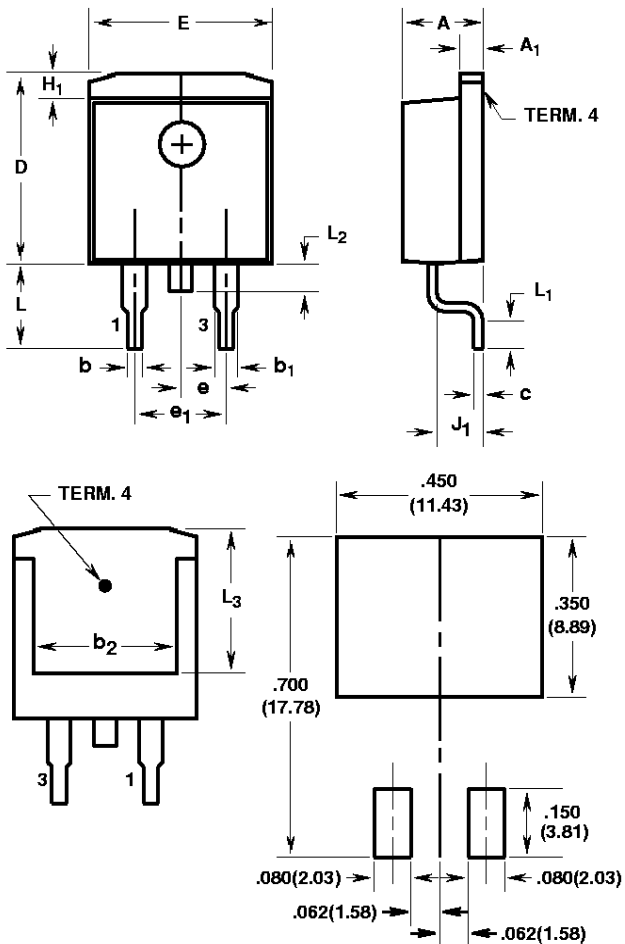 E
A
A1
H1
TERM. 4
D
L2
L
L1
1
3
b
b1
e
e1
c
J1
TERM. 4
.450
(11.43)
L3
b2
.350
(8.89)
.700
(17.78)
3
1
.150
(3.81)
.080(2.03)
.080(2.03)
.062(1.58)
.062(1.58)